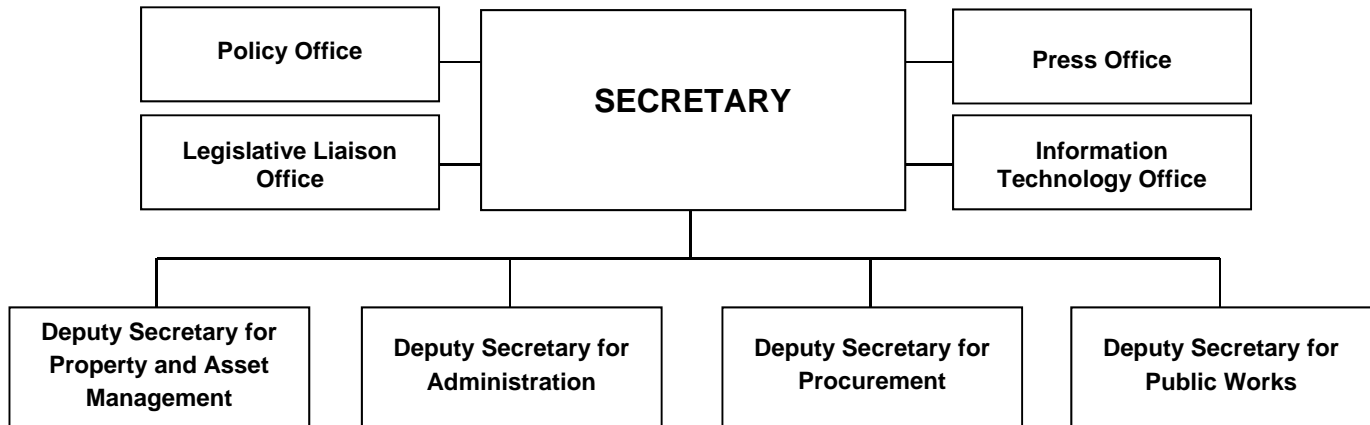 Policy Office
SECRETARY
Press Office
Legislative Liaison
Office
Information
Technology Office
Deputy Secretary for
Property and Asset
Management
Deputy Secretary for
Administration
Deputy Secretary for
Procurement
Deputy Secretary for
Public Works